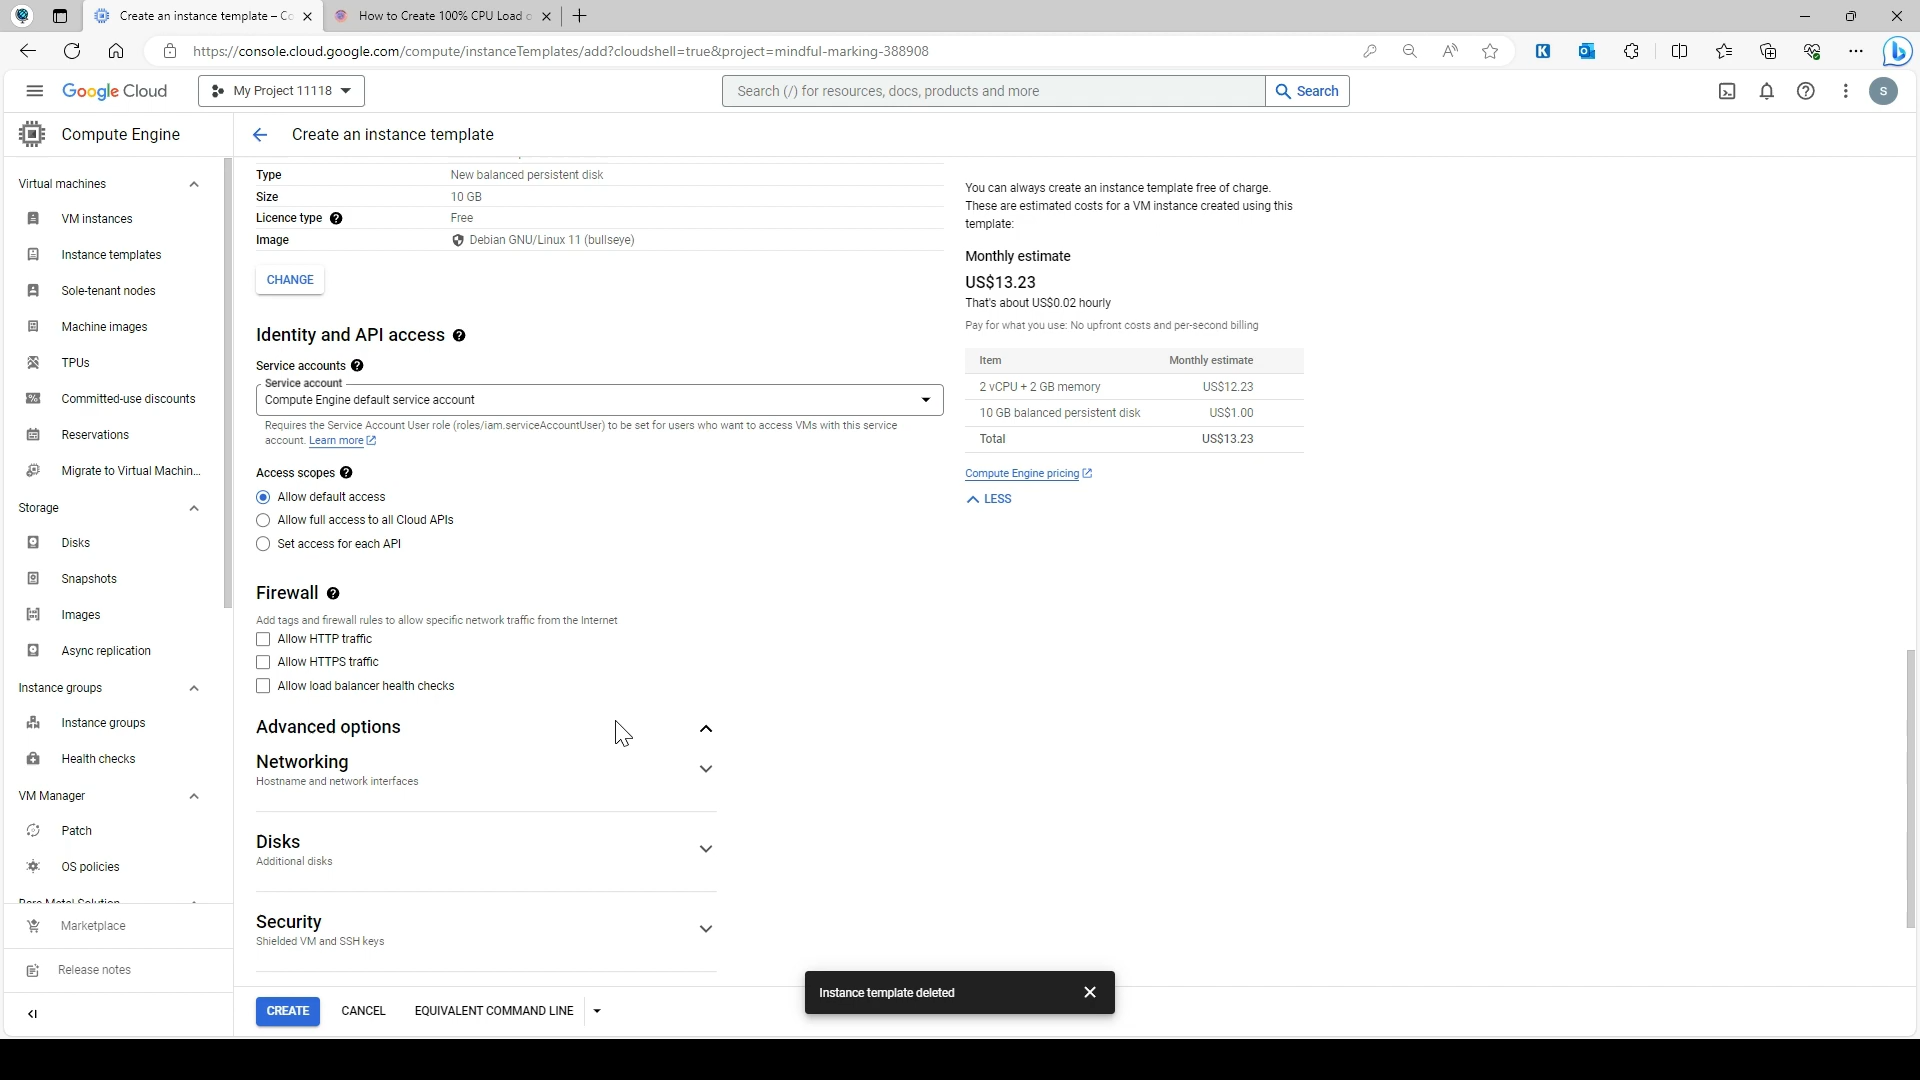 Create an instance template – Co
How to Create 100% CPU Load o
https://console.cloud.google.com/compute/instanceTemplates/add?cloudshell=true&project=mindful-marking-388908
Google Cloud
My Project 11118
Search (/) for resources, docs, products and more
Search
S
Compute Engine
Create an instance template
Virtual machines
VM instances
Instance templates
Sole-tenant nodes
Machine images
TPUs
Committed-use discounts
Reservations
Migrate to Virtual Machin...
Storage
Disks
Snapshots
Images
Async replication
Instance groups
Instance groups
Health checks
VM Manager
Patch
OS policies
Bare Metal Solution
Marketplace
Release notes
Type New balanced persistent disk
Size 10 GB
Licence type Free
Image Debian GNU/Linux 11 (bullseye)
CHANGE
Identity and API access
Service accounts
Service account
Compute Engine default service account
Requires the Service Account User role (roles/iam.serviceAccountUser) to be set for users who want to access VMs with this service
account. Learn more
Access scopes
Allow default access
Allow full access to all Cloud APIs
Set access for each API
Firewall
Add tags and firewall rules to allow specific network traffic from the Internet
Allow HTTP traffic
Allow HTTPS traffic
Allow load balancer health checks
Advanced options
Networking
Hostname and network interfaces
Disks
Additional disks
Security
Shielded VM and SSH keys
CREATE CANCEL EQUIVALENT COMMAND LINE
You can always create an instance template free of charge.
These are estimated costs for a VM instance created using this
template:
Monthly estimate
US$13.23
That's about US$0.02 hourly
Pay for what you use: No upfront costs and per-second billing
Item Monthly estimate
2 vCPU + 2 GB memory US$12.23
10 GB balanced persistent disk US$1.00
Total US$13.23
Compute Engine pricing
LESS
Instance template deleted